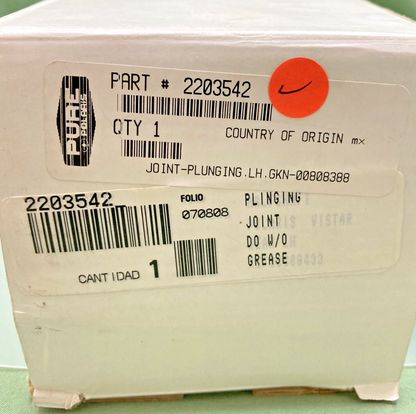 PURE
POLARIS
PART # 2203542
QTY 1
COUNTRY OF ORIGIN mx
JOINT-PLUNGING.LH.GKN-00808388
2203542
FOLIO
070808
CANTIDAD 1
PLINGING
JOINT
DO W/O
GREASE